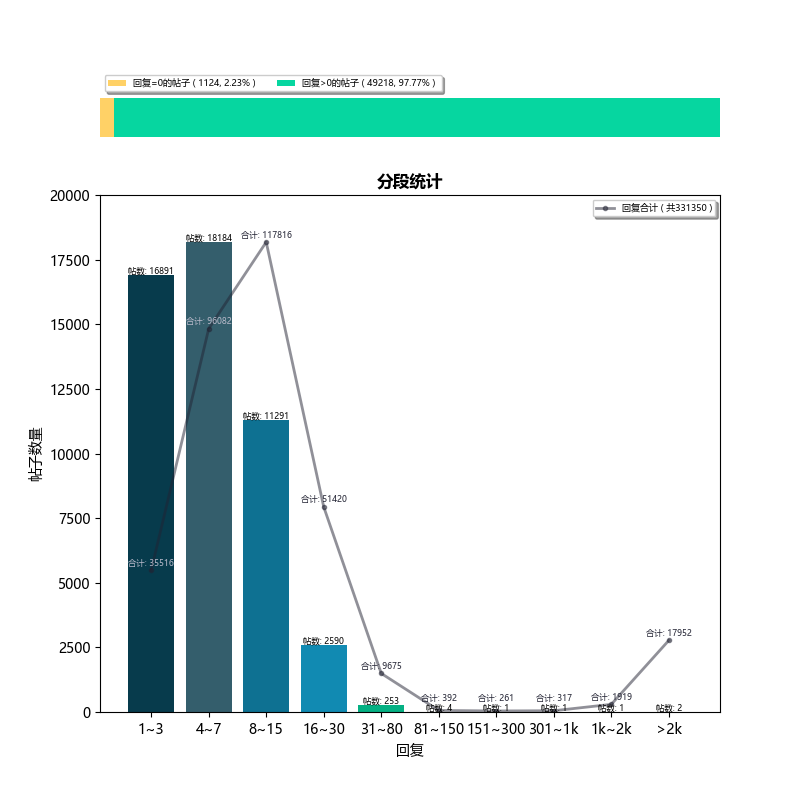 回复=0的帖子 ( 1124, 2.23% )
回复>0的帖子 ( 49218, 97.77% )
分段统计
回复合计 ( 共331350 )
20000
17500
15000
12500
10000
7500
5000
2500
0
帖子数量
帖数: 16891
帖数: 18184
帖数: 11291
帖数: 2590
帖数: 253
帖数: 4
帖数: 1
帖数: 1
帖数: 1
帖数: 2
合计: 35516
合计: 96082
合计: 117816
合计: 51420
合计: 9675
合计: 392
合计: 261
合计: 317
合计: 1919
合计: 17952
1~3
4~7
8~15
16~30
31~80
81~150
151~300
301~1k
1k~2k
>2k
回复